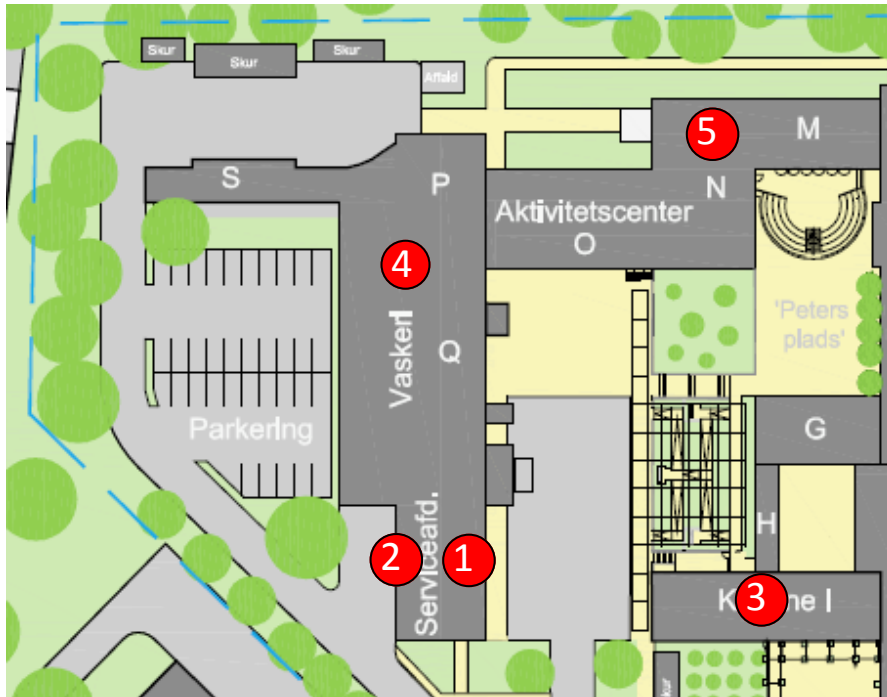 Skur
Skur
Skur
Affald
5
M
S
P
N
Aktivitetscenter
O
4
'Peters
plads'
Vaskeri
Q
Parkering
G
Serviceafd.
H
2
1
3
I
Skur